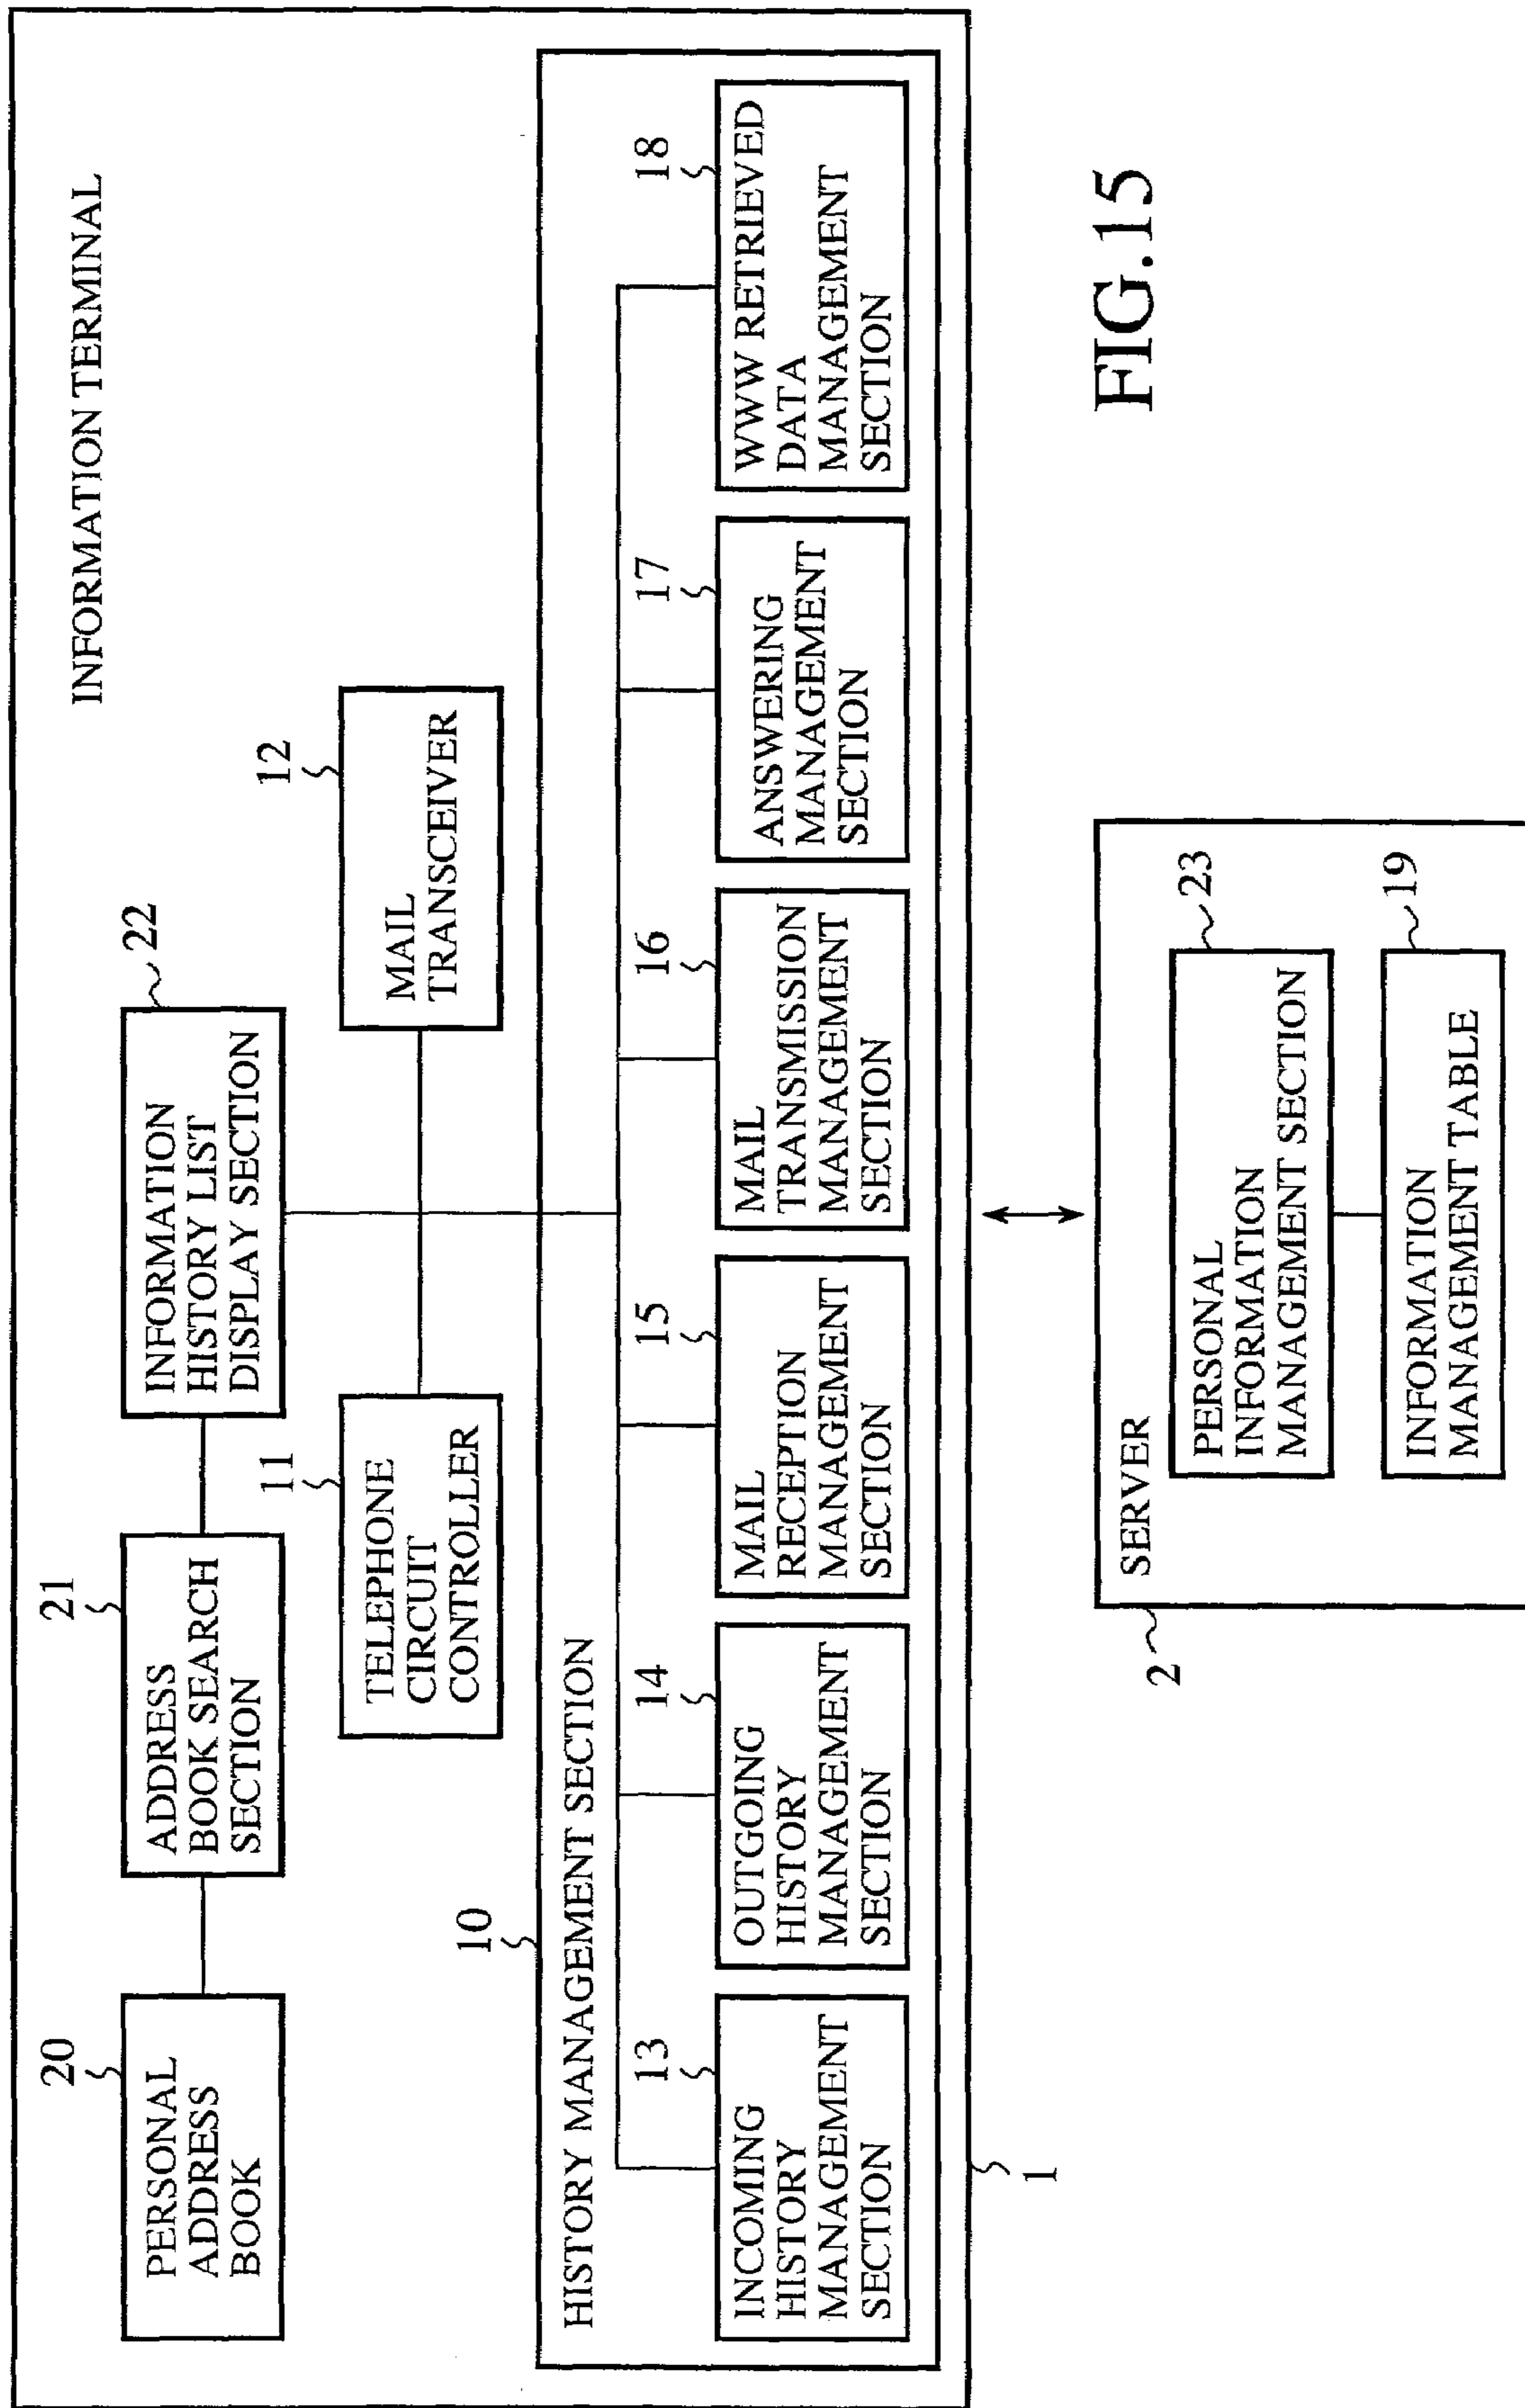 INFORMATION TERMINAL
20
PERSONAL
ADDRESS
BOOK
21
ADDRESS
BOOK SEARCH
SECTION
22
INFORMATION
HISTORY LIST
DISPLAY SECTION
11
TELEPHONE
CIRCUIT
CONTROLLER
12
MAIL
TRANSCEIVER
10
HISTORY MANAGEMENT SECTION
13
INCOMING
HISTORY
MANAGEMENT
SECTION
14
OUTGOING
HISTORY
MANAGEMENT
SECTION
15
MAIL
RECEPTION
MANAGEMENT
SECTION
16
MAIL
TRANSMISSION
MANAGEMENT
SECTION
17
ANSWERING
MANAGEMENT
SECTION
18
WWW RETRIEVED
DATA
MANAGEMENT
SECTION
1
2
SERVER
PERSONAL
INFORMATION
MANAGEMENT SECTION
23
INFORMATION
MANAGEMENT TABLE
19
FIG.15